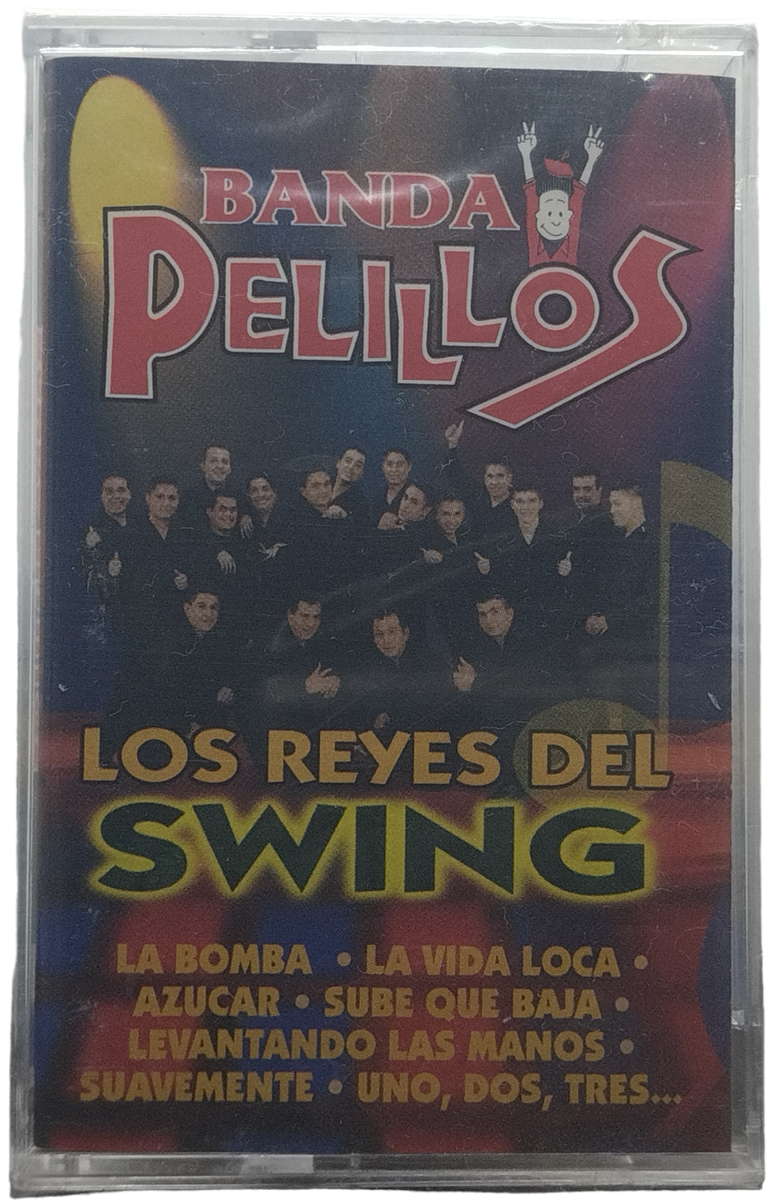 BANDA
PELILLOS
LOS REYES DEL
SWING
LA BOMBA • LA VIDA LOCA •
AZUCAR • SUBE QUE BAJA •
LEVANTANDO LAS MANOS •
SUAVEMENTE • UNO, DOS, TRES...